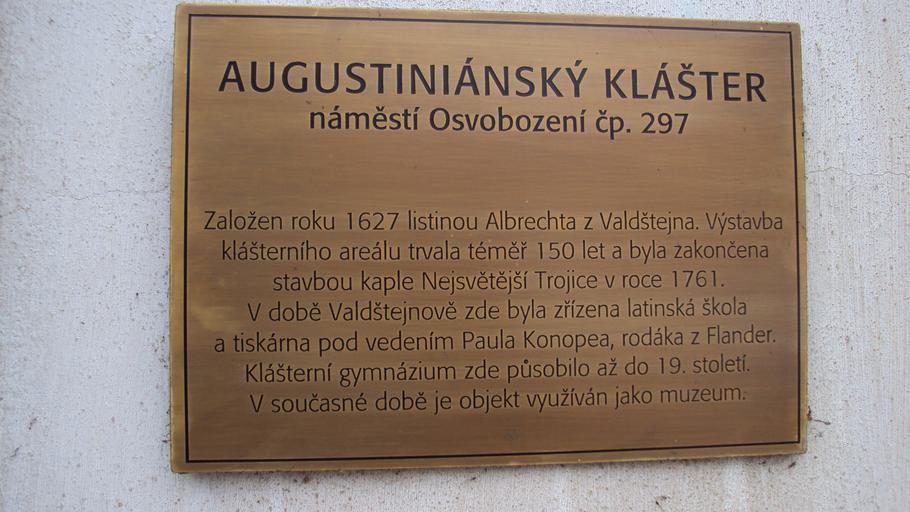 AUGUSTINIÁNSKÝ KLÁŠTER
náměstí Osvobození čp. 297
Založen roku 1627 listinou Albrechta z Valdštejna. Výstavba
klášterního areálu trvala téměř 150 let a byla zakončena
stavbou kaple Nejsvětější Trojice v roce 1761.
V době Valdštejnově zde byla zřízena latinská škola
a tiskárna pod vedením Paula Konopea, rodáka z Flander.
Klášterní gymnázium zde působilo až do 19. století.
V současné době je objekt využíván jako muzeum.